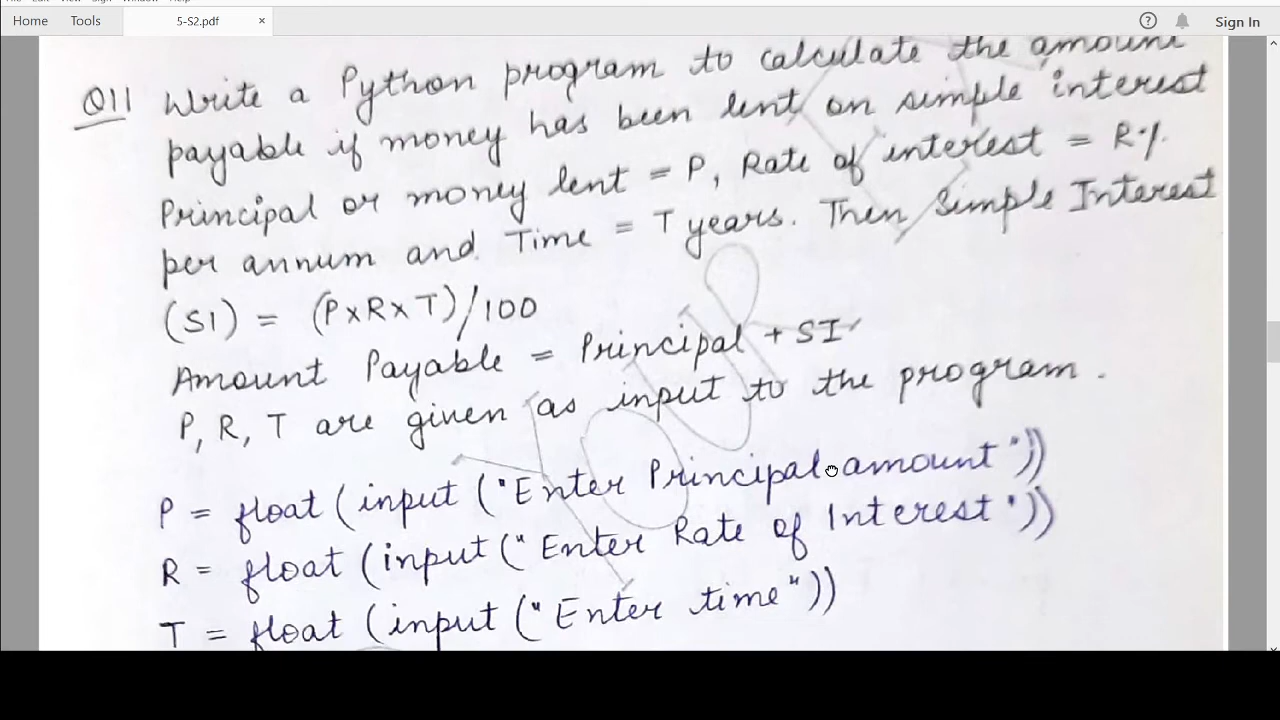 Home Tools 5-S2.pdf × ? Sign In
Q11 Write a Python program to calculate the amount
payable if money has been lent on simple interest
Principal or money lent = P, Rate of interest = R%
per annum and Time = T years. Then Simple Interest
(SI) = (P×R×T)/100
Amount Payable = Principal + SI
P, R, T are given as input to the program.
P = float (input ("Enter Principal amount"))
R = float (input ("Enter Rate of Interest"))
T = float (input ("Enter time"))
YOUR